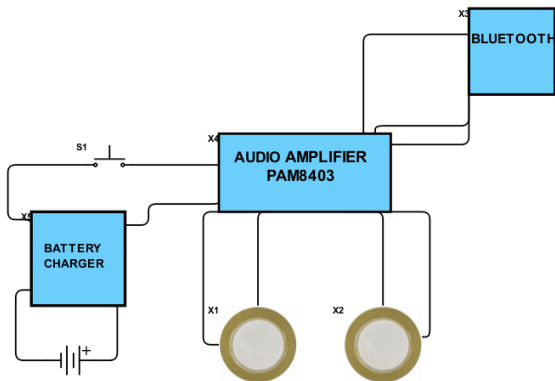 X3
BLUETOOTH
X4
AUDIO AMPLIFIER
PAM8403
S1
X5
BATTERY
CHARGER
+
X1
X2